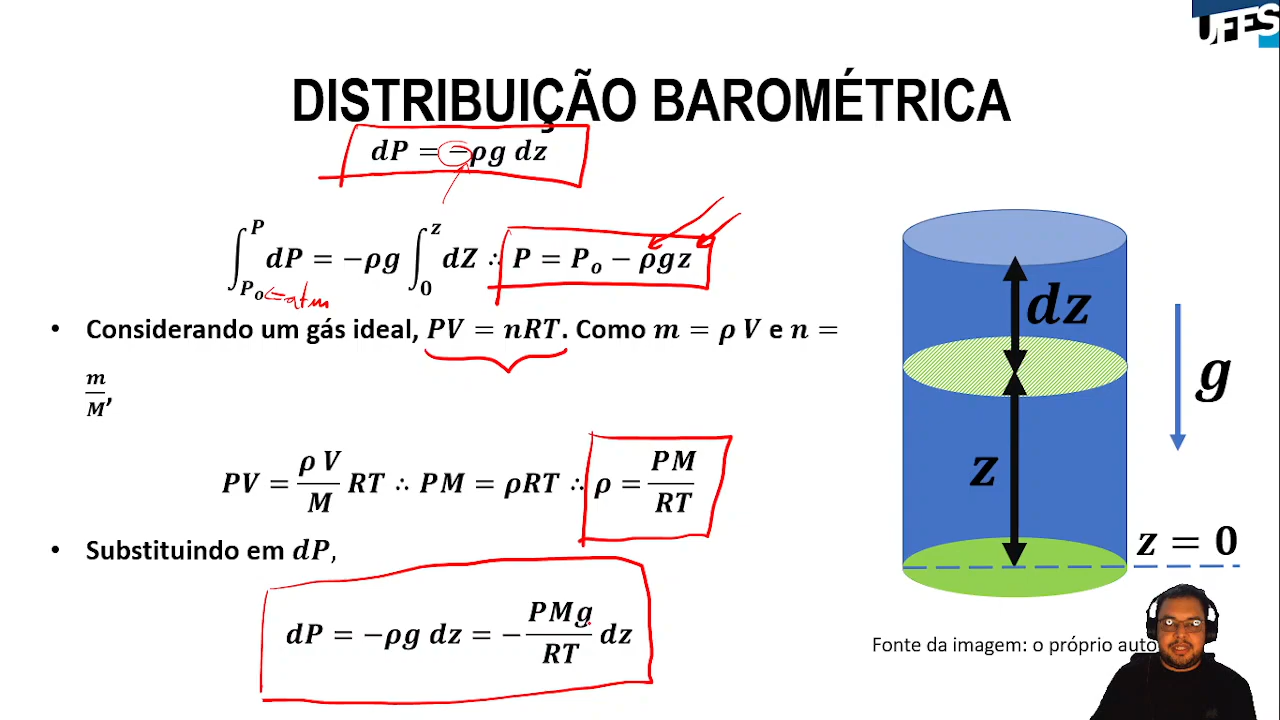 UFES
DISTRIBUIÇÃO BAROMÉTRICA
dP = −ρg dz
∫_{P_o}^{P} dP = −ρg ∫_{0}^{z} dZ ∴ P = P_o − ρgz
←atm
• Considerando um gás ideal, PV = nRT. Como m = ρ V e n =
m/M,
PV = (ρ V)/M RT ∴ PM = ρRT ∴ ρ = PM/RT
• Substituindo em dP,
dP = −ρg dz = − PMg/RT dz
dz
g
z
z = 0
Fonte da imagem: o próprio auto